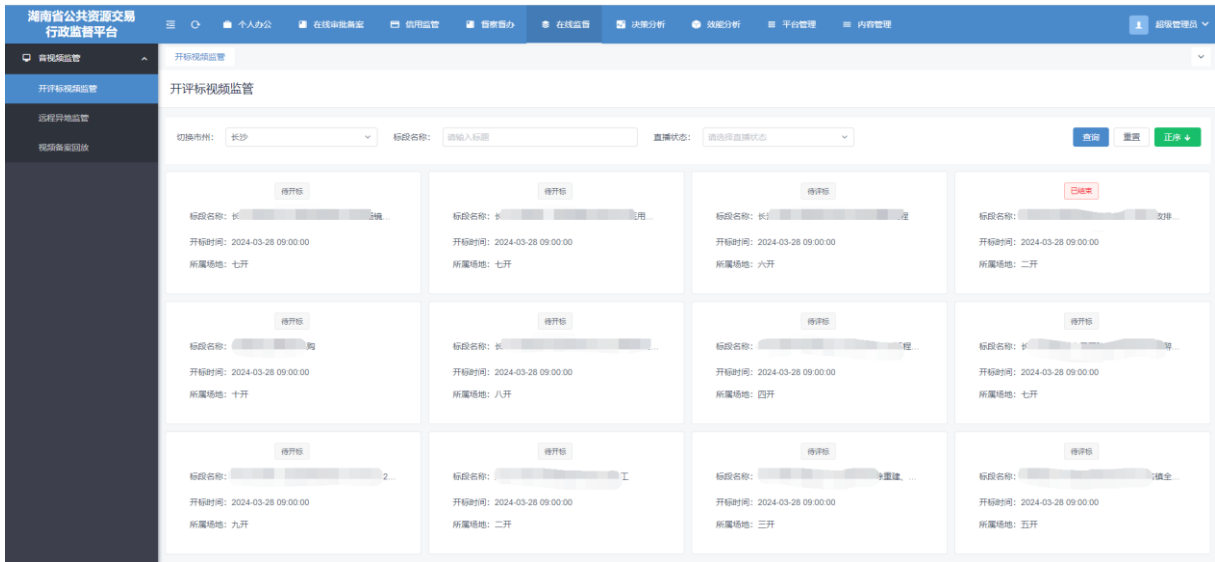 湖南省公共资源交易
行政监督平台
个人办公 在线审批备案 信用监管 督察督办 在线监管 决策分析 效能分析 平台管理 内容管理 超级管理员
音视频监管
开评标视频监管
远程异地监管
视频备案回放
开标视频监管
开评标视频监管
切换市州： 长沙 标段名称： 请输入标题 直播状态： 请选择直播状态 查询 重置 正序
待开标 待开标 待评标 已结束
标段名称：长 标段名称： 用... 标段名称：长 程 标段名称： 排...
开标时间：2024-03-28 09:00:00 开标时间：2024-03-28 09:00:00 开标时间：2024-03-28 09:00:00 开标时间：2024-03-28 09:00:00
所属场地：七开 所属场地：七开 所属场地：六开 所属场地：二开
待开标 待开标 待评标 待开标
标段名称： 购 标段名称：长 ... 标段名称： 程... 标段名称：
开标时间：2024-03-28 09:00:00 开标时间：2024-03-28 09:00:00 开标时间：2024-03-28 09:00:00 开标时间：2024-03-28 09:00:00
所属场地：十开 所属场地：八开 所属场地：四开 所属场地：七开
待开标 待开标 待评标 待评标
标段名称： 2... 标段名称： 工 标段名称： 重建、... 标段名称： 镇全...
开标时间：2024-03-28 09:00:00 开标时间：2024-03-28 09:00:00 开标时间：2024-03-28 09:00:00 开标时间：2024-03-28 09:00:00
所属场地：九开 所属场地：二开 所属场地：三开 所属场地：五开